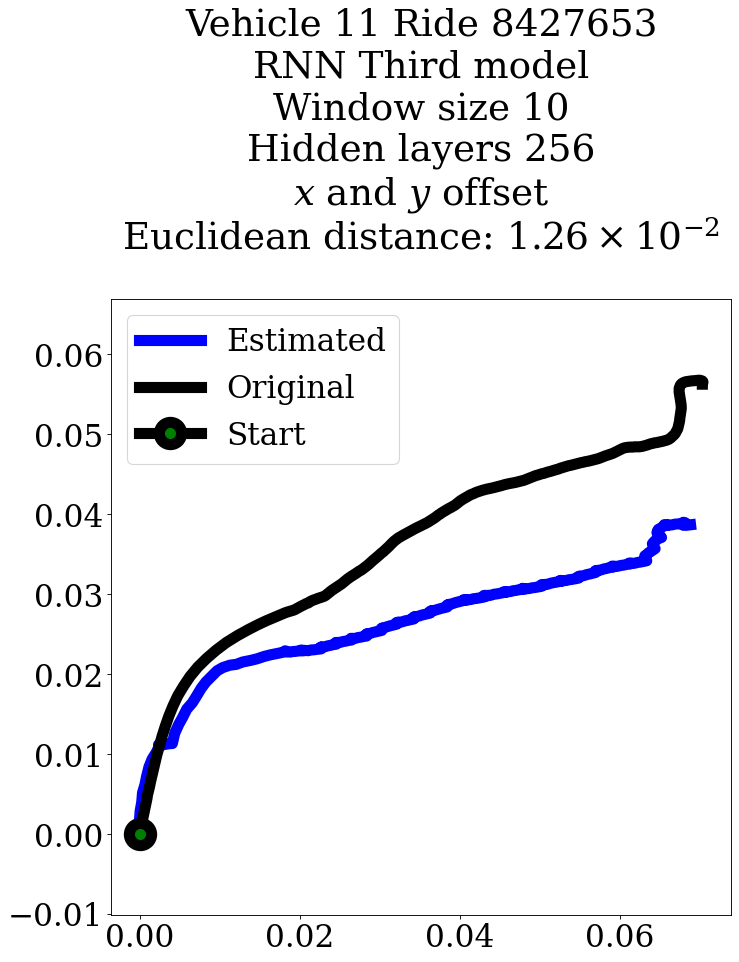 Vehicle 11 Ride 8427653
RNN Third model
Window size 10
Hidden layers 256
x and y offset
Euclidean distance: 1.26 × 10⁻²
Estimated
Original
Start
0.06
0.05
0.04
0.03
0.02
0.01
0.00
−0.01
0.00 0.02 0.04 0.06